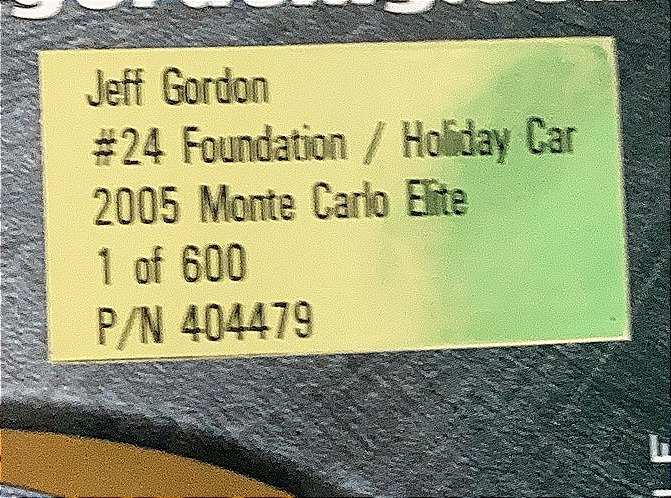 Jeff Gordon
#24 Foundation / Holiday Car
2005 Monte Carlo Elite
1 of 600
P/N 404479